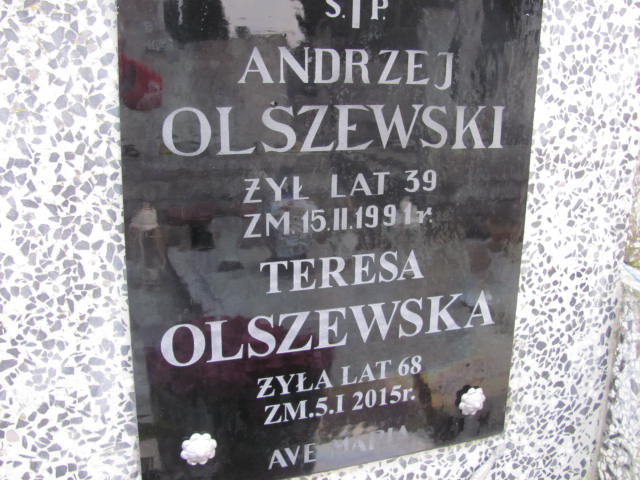 Ś.†P.
ANDRZEJ
OLSZEWSKI
ŻYŁ LAT 39
ZM. 15.II.1991r.
TERESA
OLSZEWSKA
ŻYŁA LAT 68
ZM.5.I 2015r.
AVE MARIA